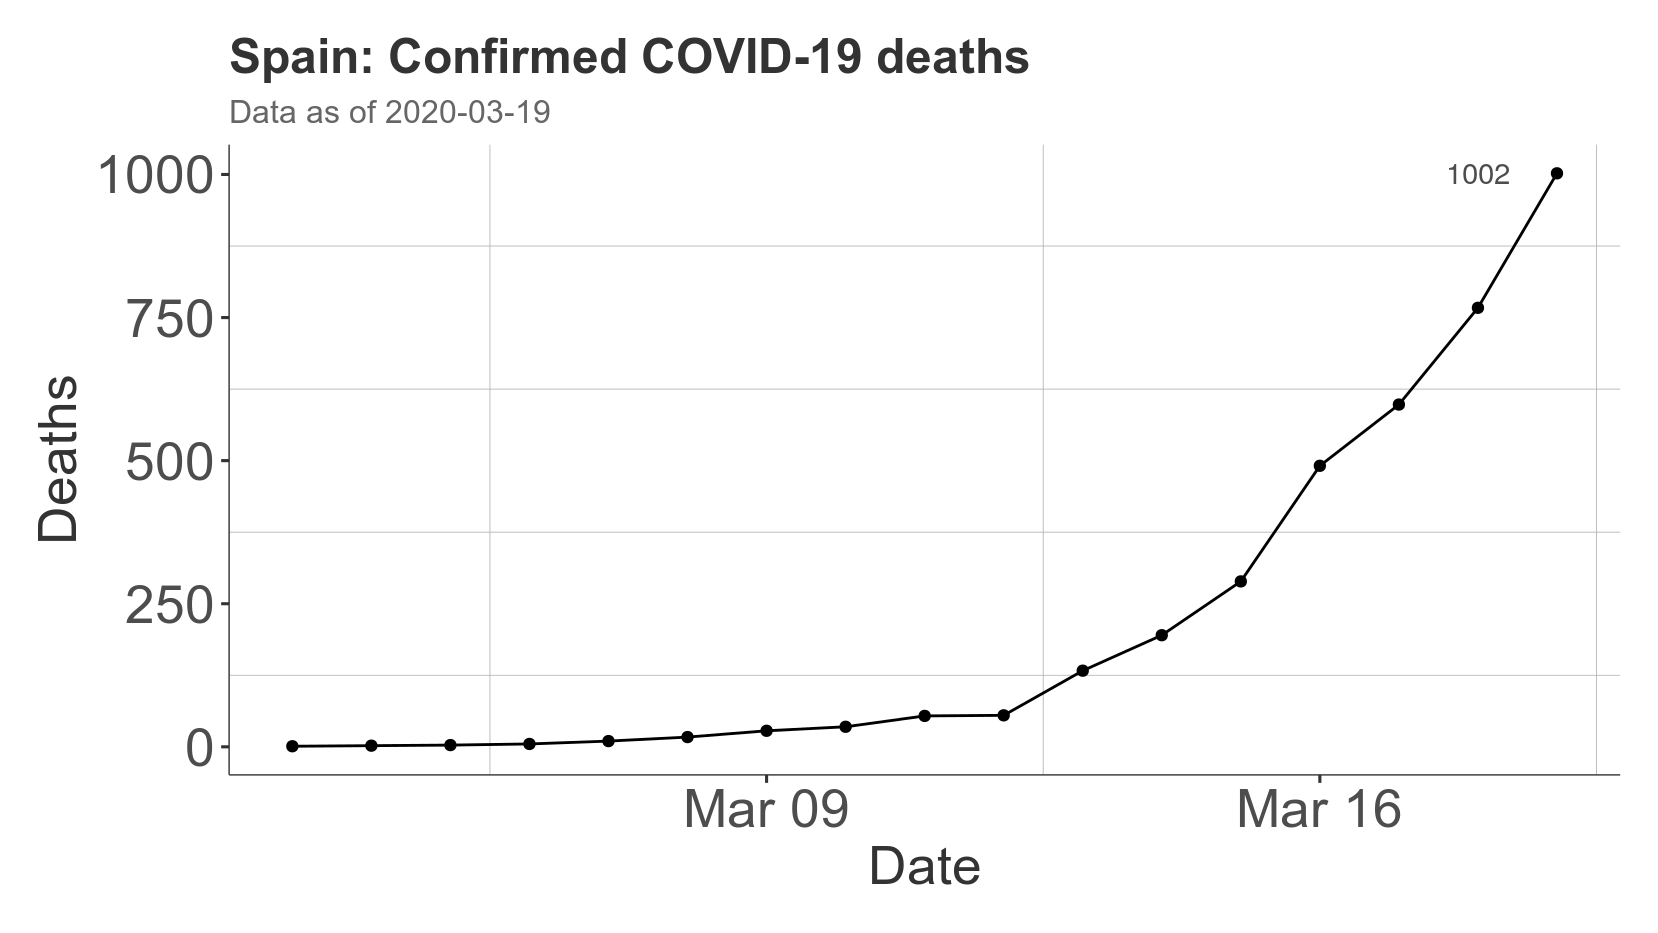 Spain: Confirmed COVID-19 deaths
Data as of 2020-03-19
1000
1002
750
500
250
0
Deaths
Mar 09 Mar 16
Date